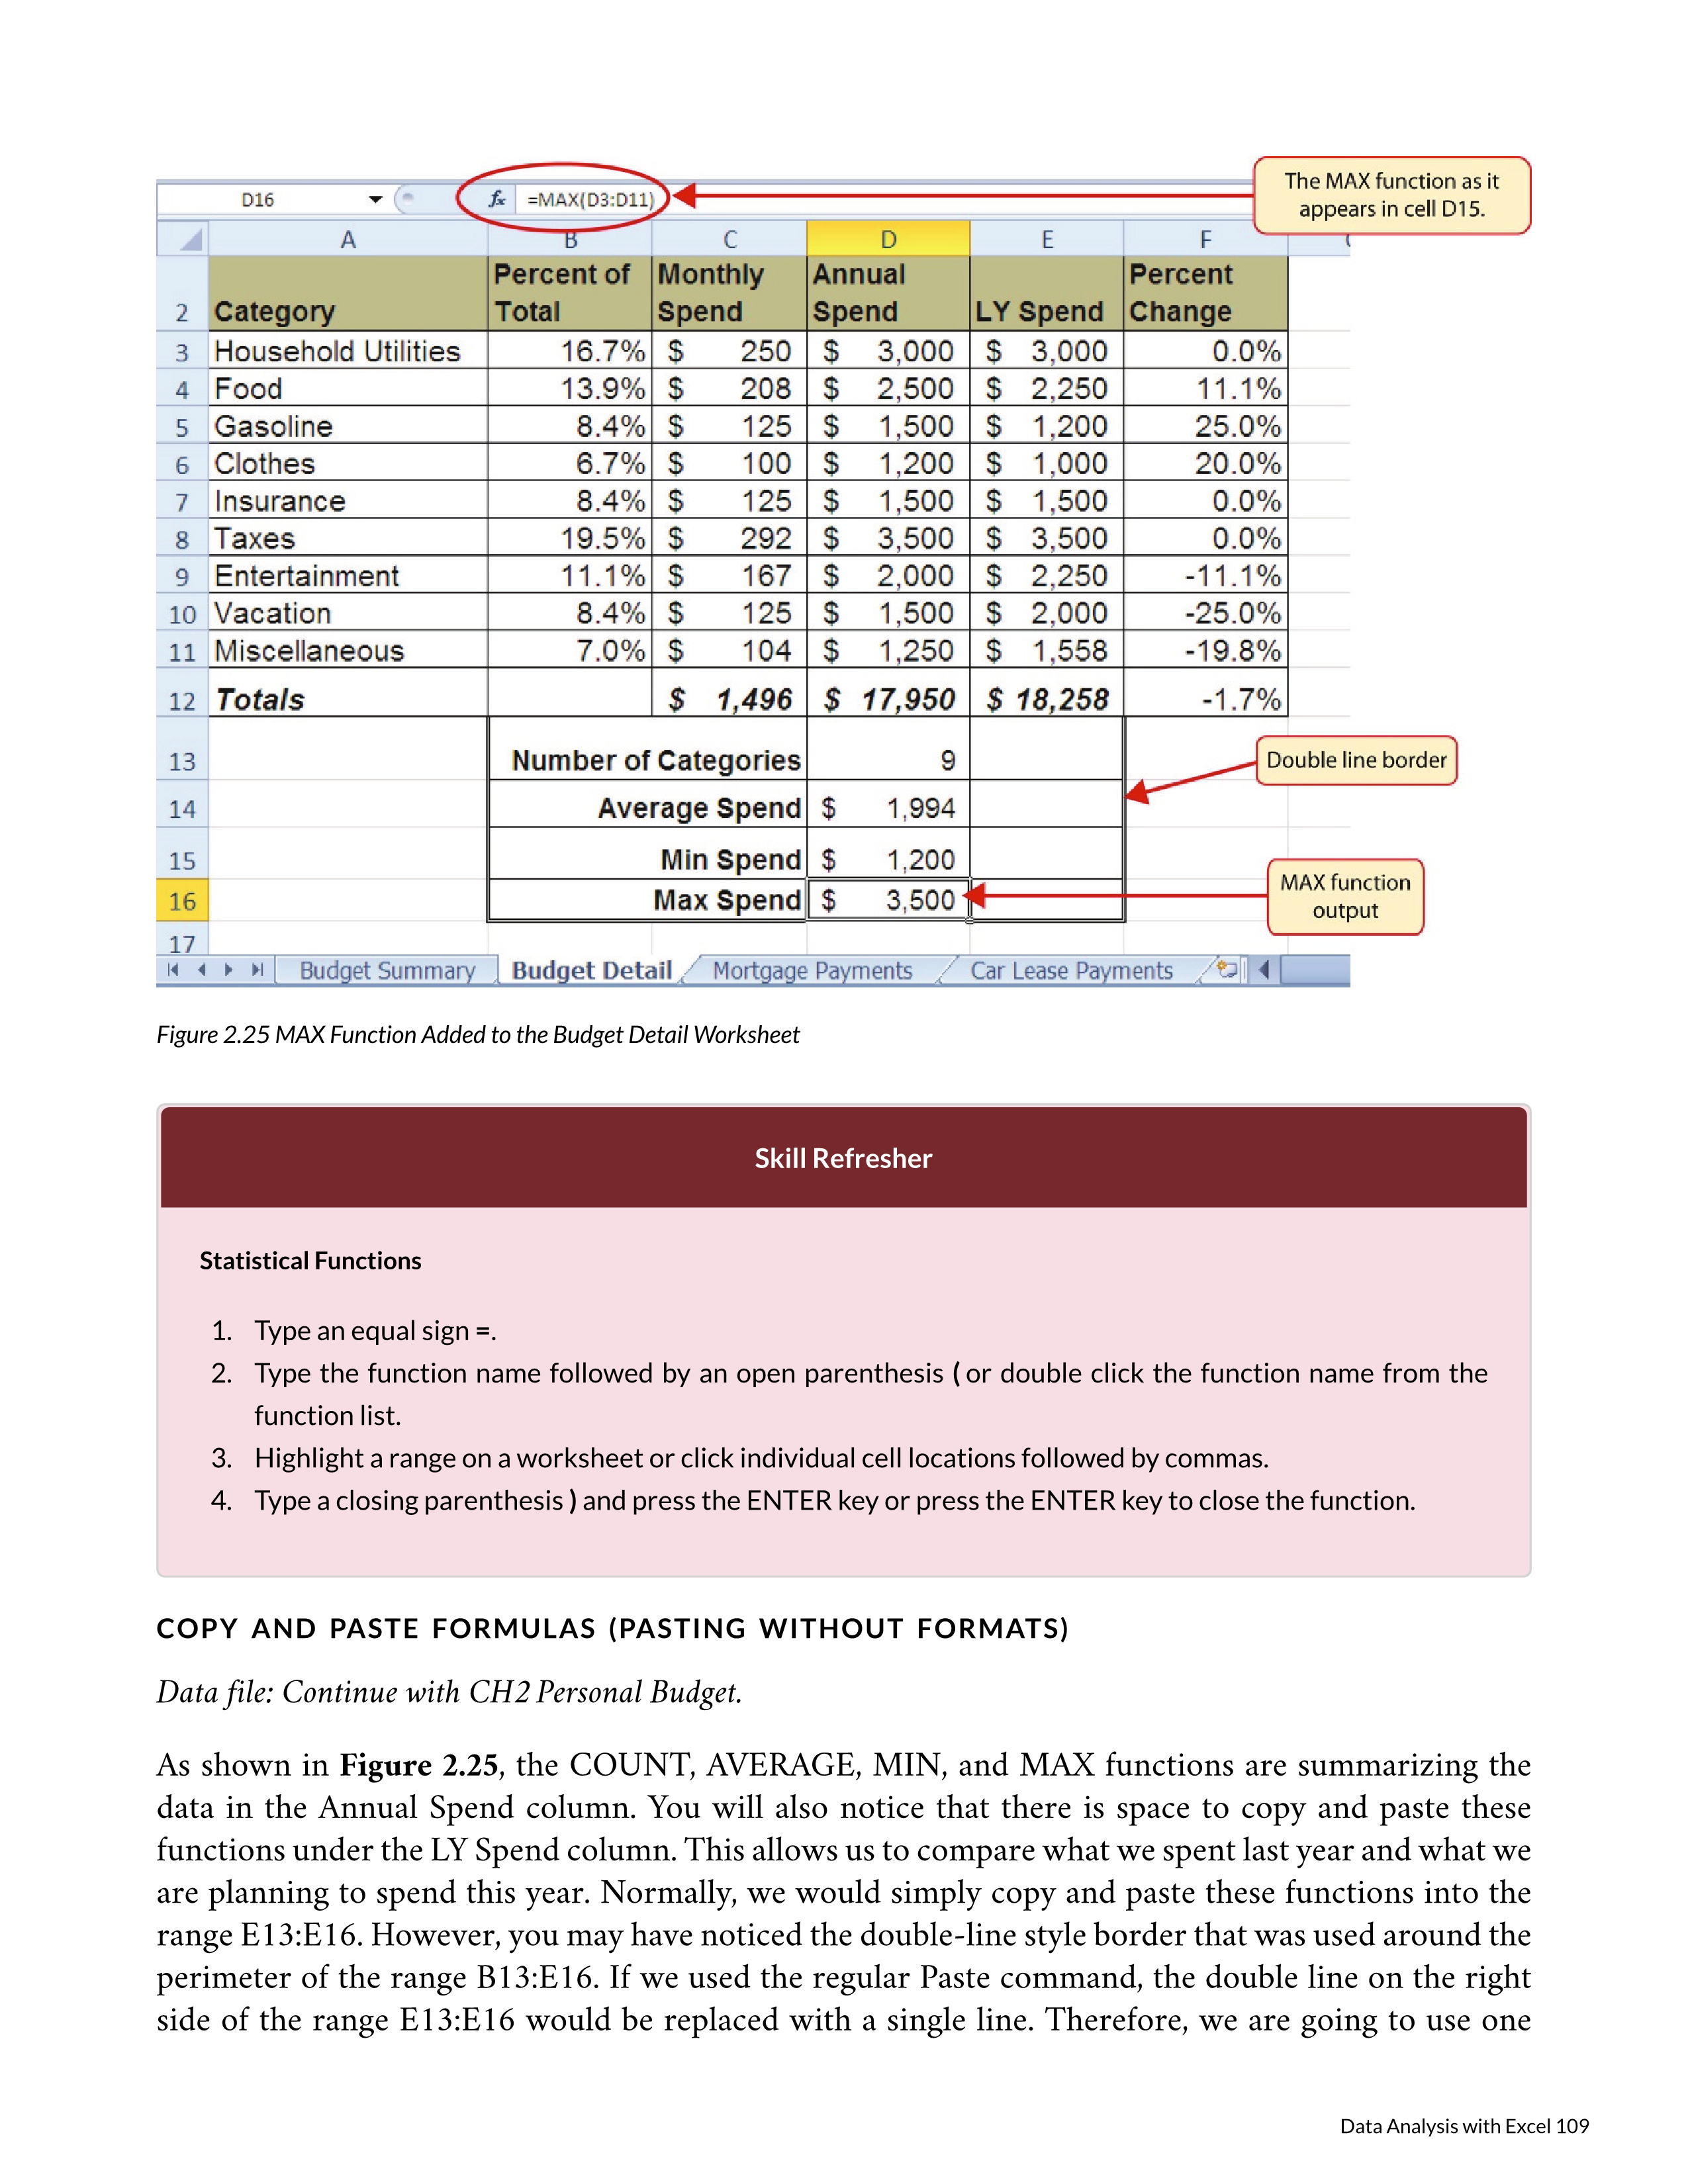 D16 fx =MAX(D3:D11)
The MAX function as it
appears in cell D15.
A B C D E F
2 Category Percent of Total Monthly Spend Annual Spend LY Spend Percent Change
3 Household Utilities 16.7% $ 250 $ 3,000 $ 3,000 0.0%
4 Food 13.9% $ 208 $ 2,500 $ 2,250 11.1%
5 Gasoline 8.4% $ 125 $ 1,500 $ 1,200 25.0%
6 Clothes 6.7% $ 100 $ 1,200 $ 1,000 20.0%
7 Insurance 8.4% $ 125 $ 1,500 $ 1,500 0.0%
8 Taxes 19.5% $ 292 $ 3,500 $ 3,500 0.0%
9 Entertainment 11.1% $ 167 $ 2,000 $ 2,250 -11.1%
10 Vacation 8.4% $ 125 $ 1,500 $ 2,000 -25.0%
11 Miscellaneous 7.0% $ 104 $ 1,250 $ 1,558 -19.8%
12 Totals $ 1,496 $ 17,950 $ 18,258 -1.7%
13 Number of Categories 9
Double line border
14 Average Spend $ 1,994
15 Min Spend $ 1,200
16 Max Spend $ 3,500
MAX function
output
17
Budget Summary Budget Detail Mortgage Payments Car Lease Payments
Figure 2.25 MAX Function Added to the Budget Detail Worksheet
Skill Refresher
Statistical Functions
1. Type an equal sign =.
2. Type the function name followed by an open parenthesis ( or double click the function name from the
function list.
3. Highlight a range on a worksheet or click individual cell locations followed by commas.
4. Type a closing parenthesis ) and press the ENTER key or press the ENTER key to close the function.
COPY AND PASTE FORMULAS (PASTING WITHOUT FORMATS)
Data file: Continue with CH2 Personal Budget.
As shown in Figure 2.25, the COUNT, AVERAGE, MIN, and MAX functions are summarizing the
data in the Annual Spend column. You will also notice that there is space to copy and paste these
functions under the LY Spend column. This allows us to compare what we spent last year and what we
are planning to spend this year. Normally, we would simply copy and paste these functions into the
range E13:E16. However, you may have noticed the double-line style border that was used around the
perimeter of the range B13:E16. If we used the regular Paste command, the double line on the right
side of the range E13:E16 would be replaced with a single line. Therefore, we are going to use one
Data Analysis with Excel 109